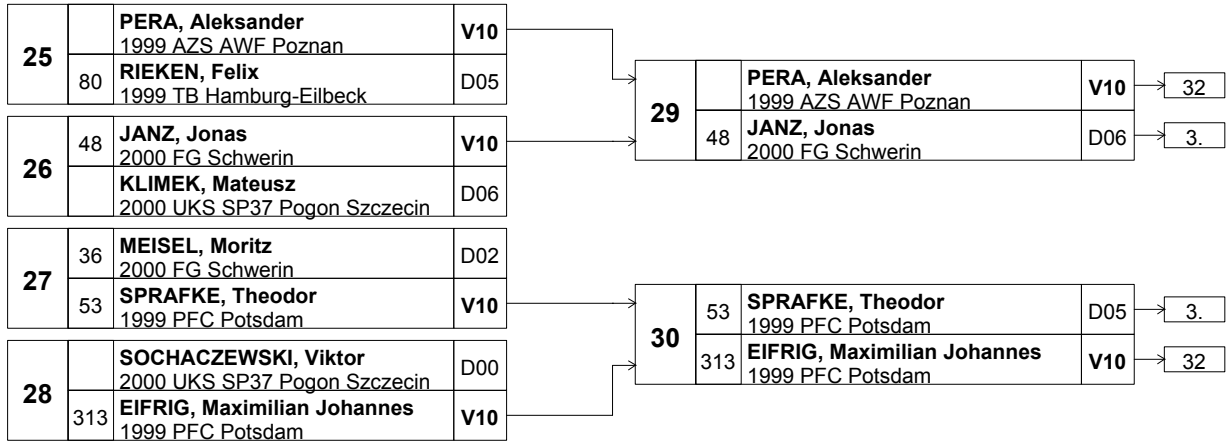 25
PERA, Aleksander V10
1999 AZS AWF Poznan
80 RIEKEN, Felix D05
1999 TB Hamburg-Eilbeck
26
48 JANZ, Jonas V10
2000 FG Schwerin
KLIMEK, Mateusz D06
2000 UKS SP37 Pogon Szczecin
27
36 MEISEL, Moritz D02
2000 FG Schwerin
53 SPRAFKE, Theodor V10
1999 PFC Potsdam
28
SOCHACZEWSKI, Viktor D00
2000 UKS SP37 Pogon Szczecin
313 EIFRIG, Maximilian Johannes V10
1999 PFC Potsdam
29
PERA, Aleksander V10 32
1999 AZS AWF Poznan
48 JANZ, Jonas D06 3.
2000 FG Schwerin
30
53 SPRAFKE, Theodor D05 3.
1999 PFC Potsdam
313 EIFRIG, Maximilian Johannes V10 32
1999 PFC Potsdam